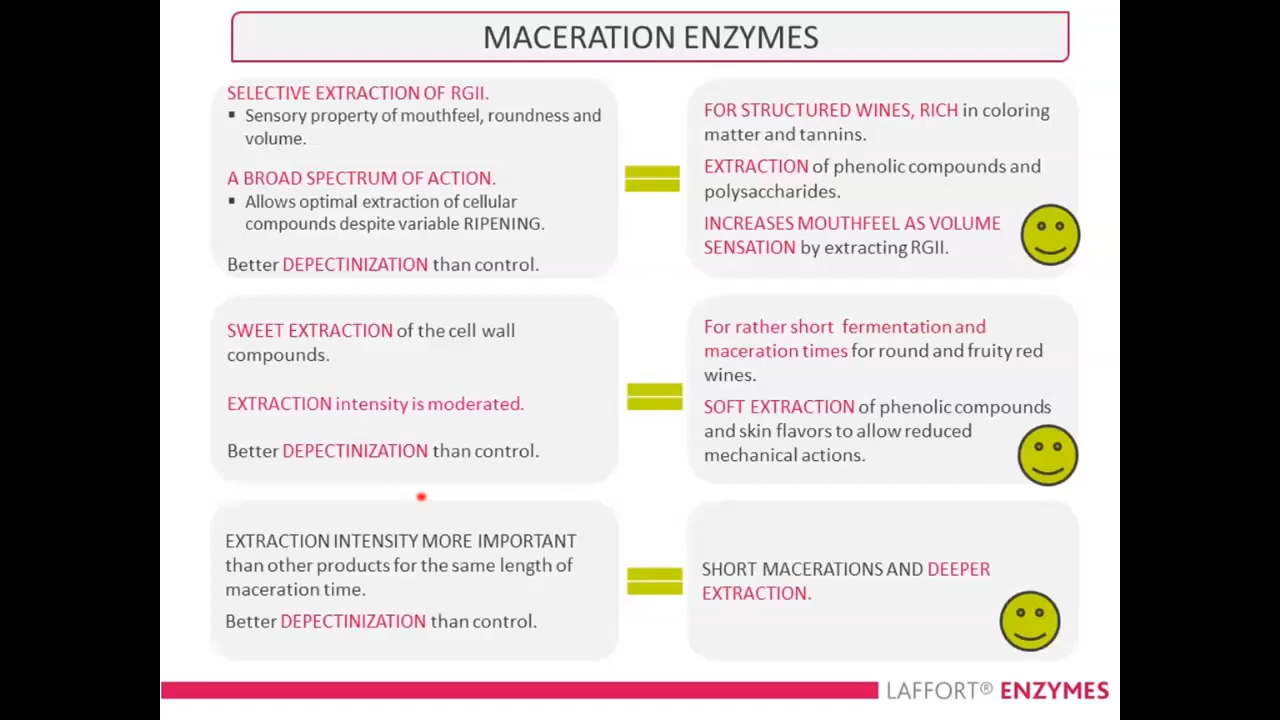 MACERATION ENZYMES
SELECTIVE EXTRACTION OF RGII.
▪ Sensory property of mouthfeel, roundness and
volume.
A BROAD SPECTRUM OF ACTION.
▪ Allows optimal extraction of cellular
compounds despite variable RIPENING.
Better DEPECTINIZATION than control.
FOR STRUCTURED WINES, RICH in coloring
matter and tannins.
EXTRACTION of phenolic compounds and
polysaccharides.
INCREASES MOUTHFEEL AS VOLUME
SENSATION by extracting RGII.
SWEET EXTRACTION of the cell wall
compounds.
EXTRACTION intensity is moderated.
Better DEPECTINIZATION than control.
For rather short fermentation and
maceration times for round and fruity red
wines.
SOFT EXTRACTION of phenolic compounds
and skin flavors to allow reduced
mechanical actions.
EXTRACTION INTENSITY MORE IMPORTANT
than other products for the same length of
maceration time.
Better DEPECTINIZATION than control.
SHORT MACERATIONS AND DEEPER
EXTRACTION.
LAFFORT® ENZYMES